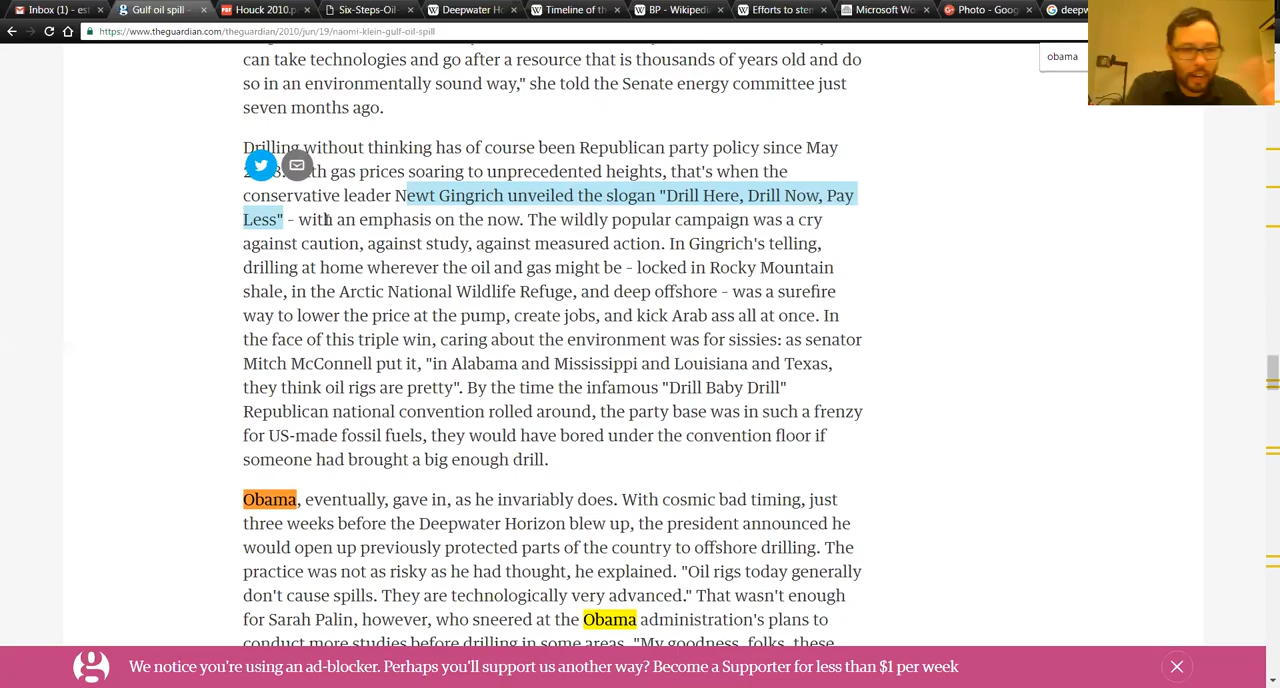 Inbox (1) - est
Gulf oil spill
Houck 2010.p
Six-Steps-Oil-
Deepwater Ho
Timeline of th
BP - Wikipedi
Efforts to stem
Microsoft Wo
Photo - Goog
deepw
https://www.theguardian.com/theguardian/2010/jun/19/naomi-klein-gulf-oil-spill
obama
can take technologies and go after a resource that is thousands of years old and do
so in an environmentally sound way," she told the Senate energy committee just
seven months ago.
Drilling without thinking has of course been Republican party policy since May
gas prices soaring to unprecedented heights, that's when the
conservative leader Newt Gingrich unveiled the slogan "Drill Here, Drill Now, Pay
Less" – with an emphasis on the now. The wildly popular campaign was a cry
against caution, against study, against measured action. In Gingrich's telling,
drilling at home wherever the oil and gas might be – locked in Rocky Mountain
shale, in the Arctic National Wildlife Refuge, and deep offshore – was a surefire
way to lower the price at the pump, create jobs, and kick Arab ass all at once. In
the face of this triple win, caring about the environment was for sissies: as senator
Mitch McConnell put it, "in Alabama and Mississippi and Louisiana and Texas,
they think oil rigs are pretty". By the time the infamous "Drill Baby Drill"
Republican national convention rolled around, the party base was in such a frenzy
for US-made fossil fuels, they would have bored under the convention floor if
someone had brought a big enough drill.
Obama, eventually, gave in, as he invariably does. With cosmic bad timing, just
three weeks before the Deepwater Horizon blew up, the president announced he
would open up previously protected parts of the country to offshore drilling. The
practice was not as risky as he had thought, he explained. "Oil rigs today generally
don't cause spills. They are technologically very advanced." That wasn't enough
for Sarah Palin, however, who sneered at the Obama administration's plans to
conduct more studies before drilling in some areas. "My goodness, folks, these
We notice you're using an ad-blocker. Perhaps you'll support us another way? Become a Supporter for less than $1 per week